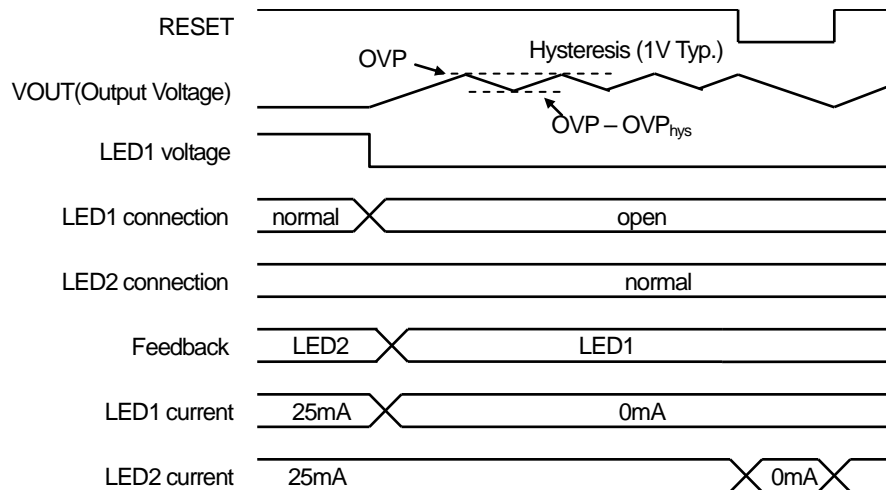 RESET
OVP
Hysteresis (1V Typ.)
VOUT(Output Voltage)
OVP – OVPhys
LED1 voltage
LED1 connection
normal
open
LED2 connection
normal
Feedback
LED2
LED1
LED1 current
25mA
0mA
LED2 current
25mA
0mA